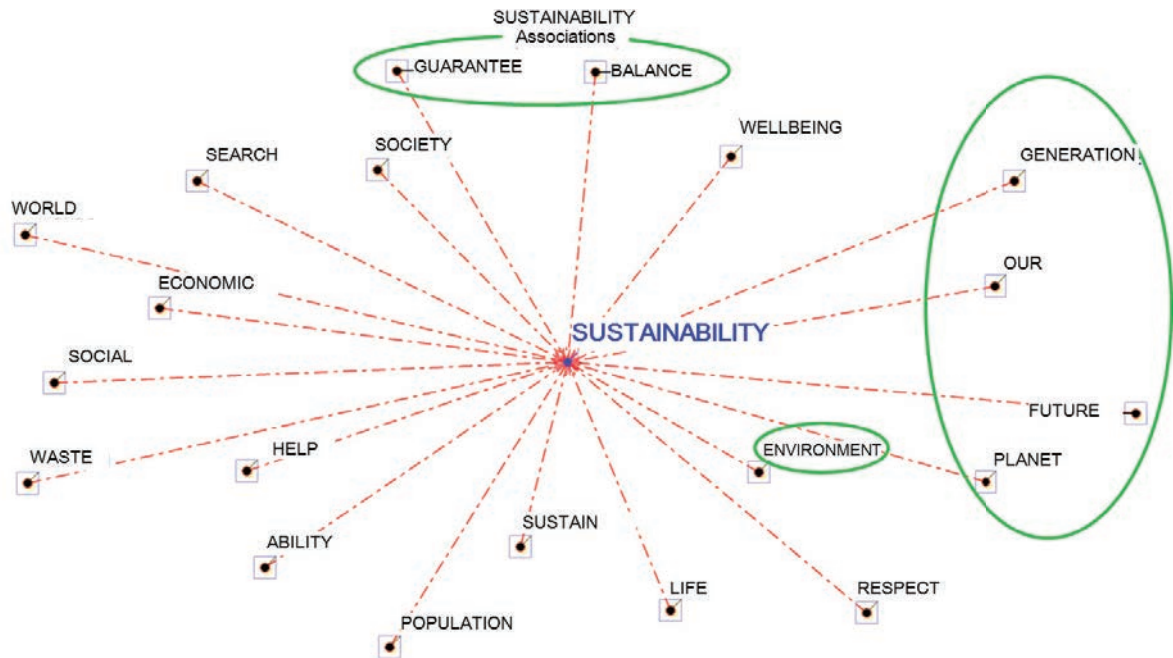 SUSTAINABILITY
Associations
GUARANTEE
BALANCE
WELLBEING
SOCIETY
SEARCH
GENERATION
WORLD
OUR
ECONOMIC
SUSTAINABILITY
SOCIAL
FUTURE
HELP
ENVIRONMENT
WASTE
PLANET
SUSTAIN
ABILITY
LIFE
RESPECT
POPULATION